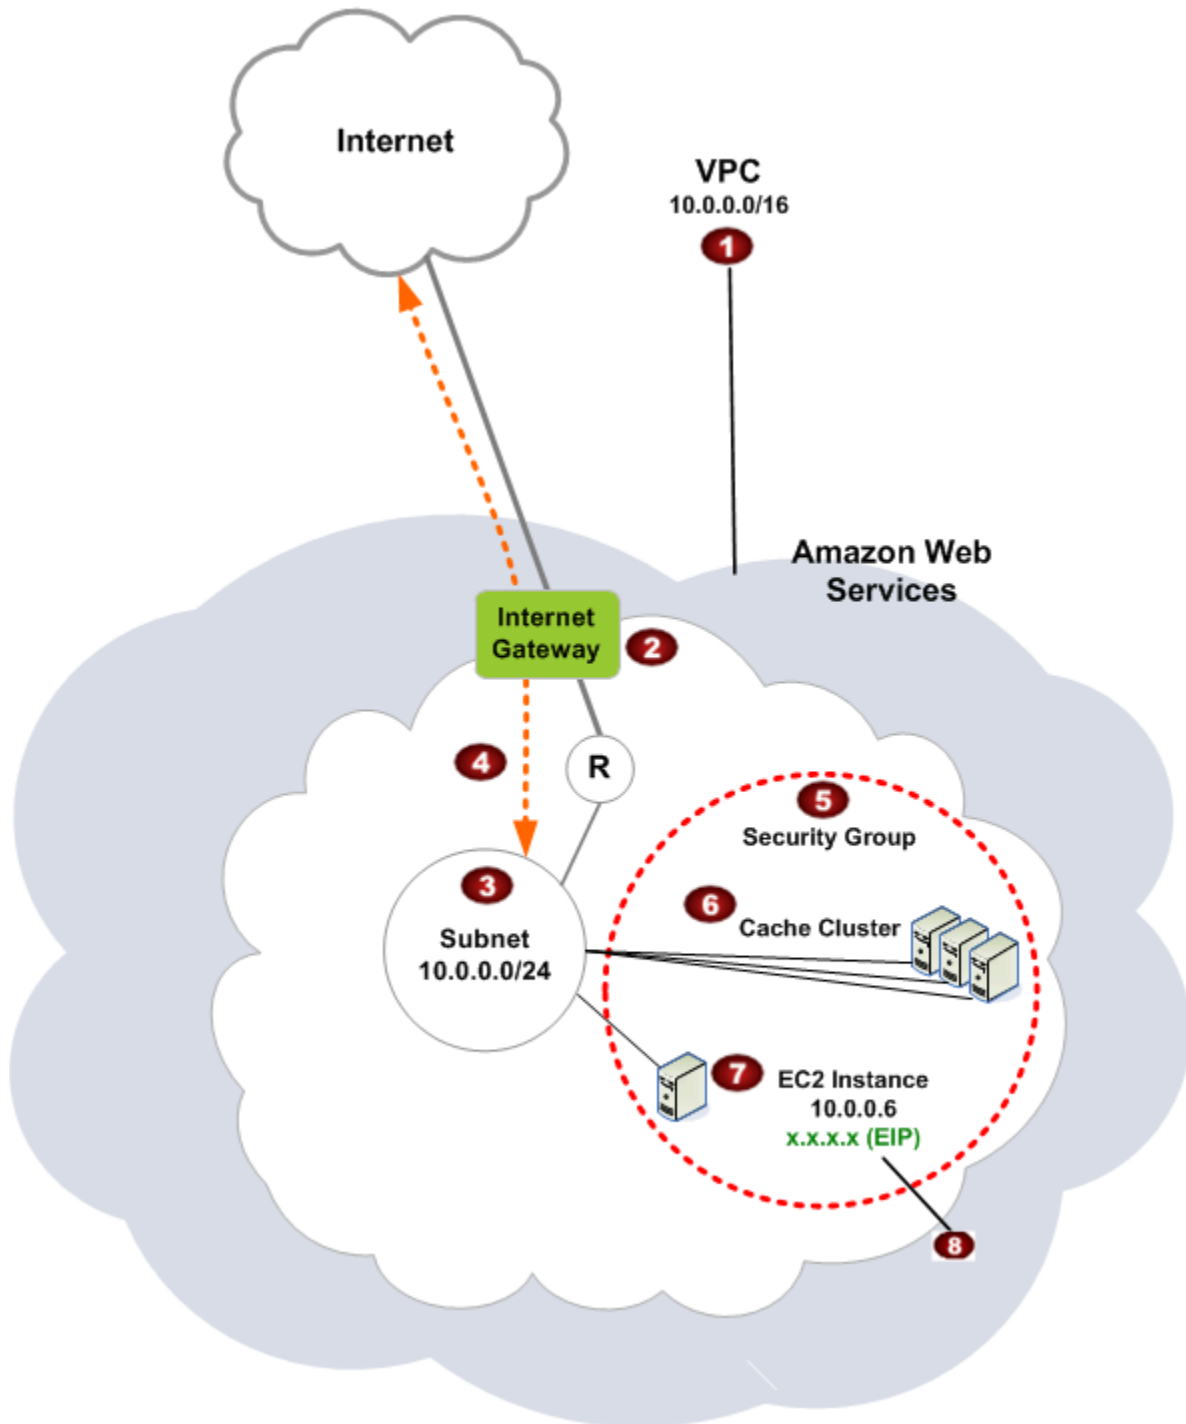 Internet
VPC
10.0.0.0/16
1
Amazon Web
Services
Internet
Gateway
2
R
4
5
Security Group
3
Subnet
10.0.0.0/24
6
Cache Cluster
7
EC2 Instance
10.0.0.6
x.x.x.x (EIP)
8